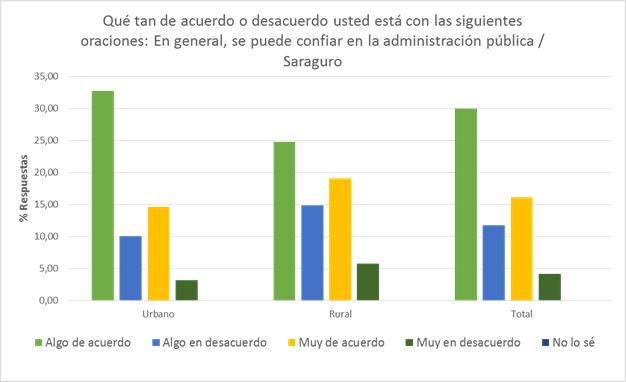 Qué tan de acuerdo o desacuerdo usted está con las siguientes
oraciones: En general, se puede confiar en la administración pública /
Saraguro
35,00
30,00
25,00
20,00
15,00
10,00
5,00
0,00
% Respuestas
Urbano Rural Total
Algo de acuerdo Algo en desacuerdo Muy de acuerdo Muy en desacuerdo No lo sé